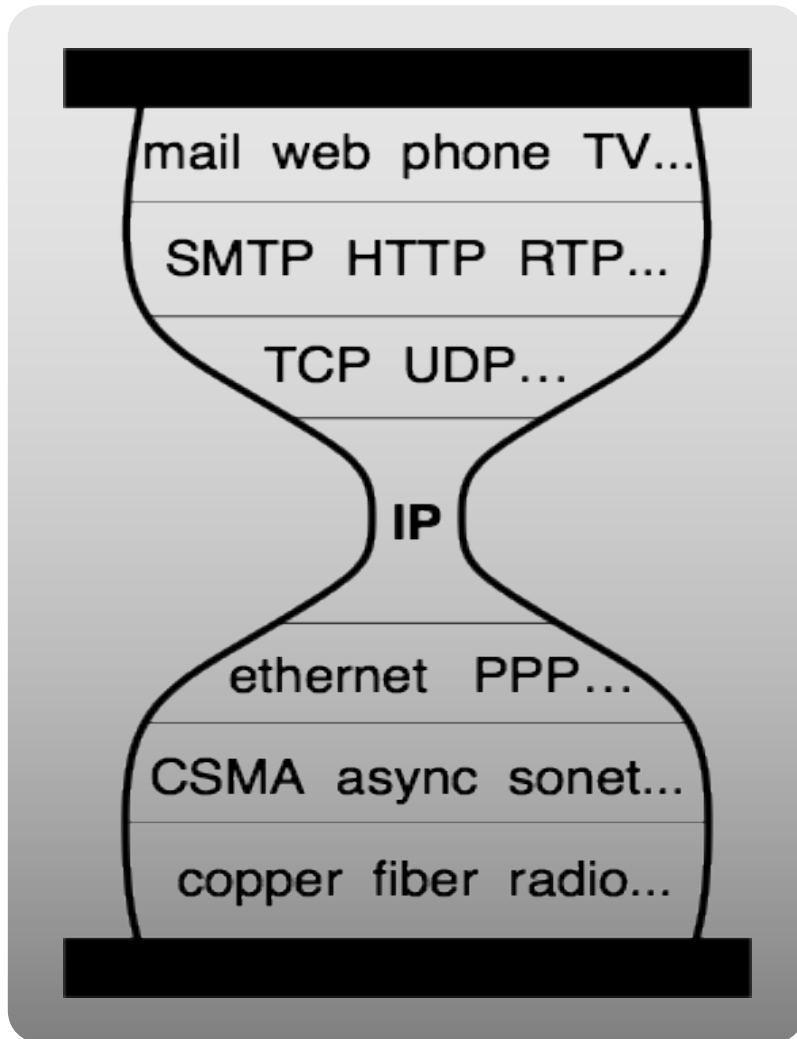 mail web phone TV...
SMTP HTTP RTP...
TCP UDP...
IP
ethernet PPP...
CSMA async sonet...
copper fiber radio...